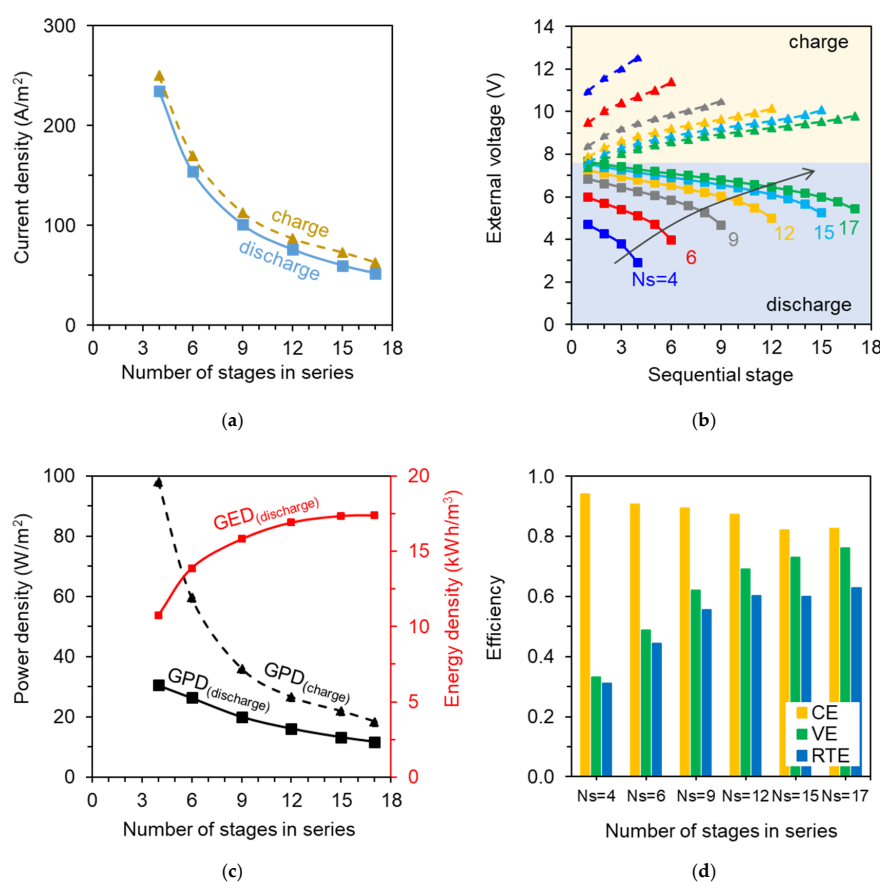 300
200
100
0
Current density (A/m²)
charge
discharge
0 3 6 9 12 15 18
Number of stages in series
(a)
14
12
10
8
6
4
2
0
External voltage (V)
charge
17
15
12
9
6
Ns=4
discharge
0 3 6 9 12 15 18
Sequential stage
(b)
100
80
60
40
20
0
Power density (W/m²)
GED(discharge)
GPD(charge)
GPD(discharge)
20
15
10
5
0
Energy density (kWh/m³)
0 3 6 9 12 15 18
Number of stages in series
(c)
1.0
0.8
0.6
0.4
0.2
0.0
Efficiency
CE
VE
RTE
Ns=4 Ns=6 Ns=9 Ns=12 Ns=15 Ns=17
Number of stages in series
(d)